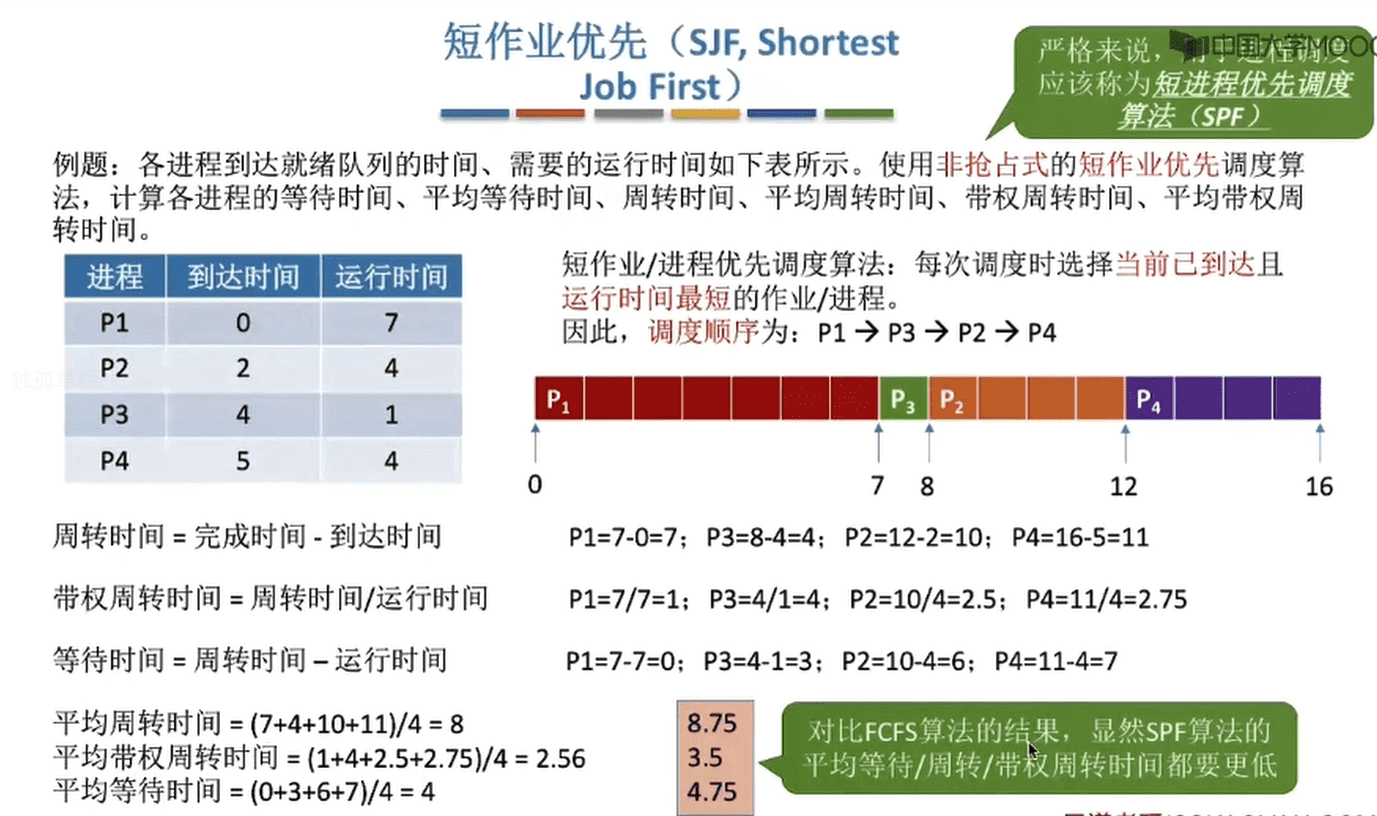 短作业优先（SJF, Shortest
Job First）
中国大学MOOC
严格来说，用于进程调度
应该称为短进程优先调度
算法（SPF）
例题：各进程到达就绪队列的时间、需要的运行时间如下表所示。使用非抢占式的短作业优先调度算
法，计算各进程的等待时间、平均等待时间、周转时间、平均周转时间、带权周转时间、平均带权周
转时间。
进程 到达时间 运行时间
P1 0 7
P2 2 4
P3 4 1
P4 5 4
短作业/进程优先调度算法：每次调度时选择当前已到达且
运行时间最短的作业/进程。
因此，调度顺序为：P1 → P3 → P2 → P4
P1 P3 P2 P4
0 7 8 12 16
周转时间 = 完成时间 - 到达时间 P1=7-0=7；P3=8-4=4；P2=12-2=10；P4=16-5=11
带权周转时间 = 周转时间/运行时间 P1=7/7=1；P3=4/1=4；P2=10/4=2.5；P4=11/4=2.75
等待时间 = 周转时间 – 运行时间 P1=7-7=0；P3=4-1=3；P2=10-4=6；P4=11-4=7
平均周转时间 = (7+4+10+11)/4 = 8
平均带权周转时间 = (1+4+2.5+2.75)/4 = 2.56
平均等待时间 = (0+3+6+7)/4 = 4
8.75
3.5
4.75
对比FCFS算法的结果，显然SPF算法的
平均等待/周转/带权周转时间都要更低